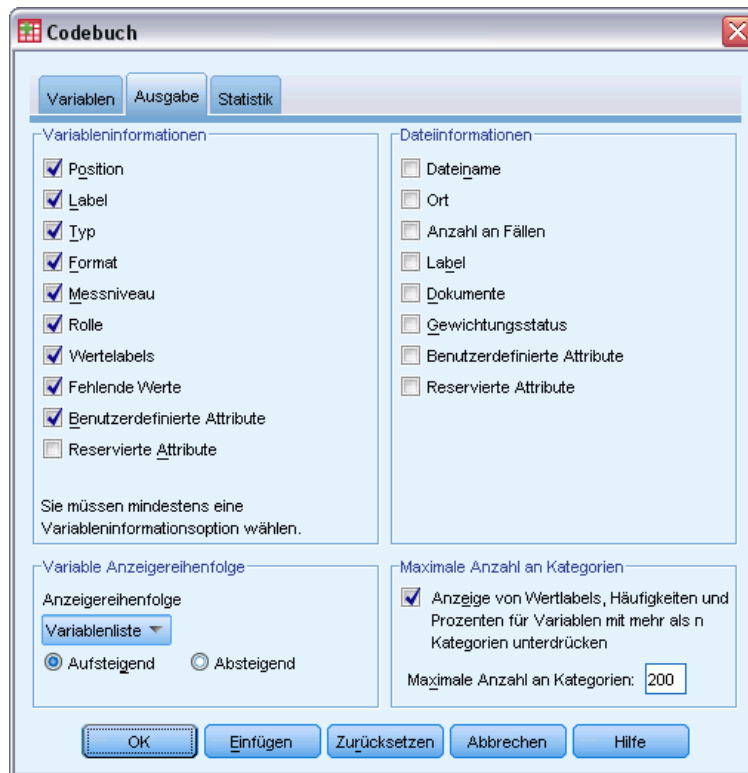 Codebuch
Variablen
Ausgabe
Statistik
Variableninformationen
Position
Label
Typ
Format
Messniveau
Rolle
Wertelabels
Fehlende Werte
Benutzerdefinierte Attribute
Reservierte Attribute
Sie müssen mindestens eine
Variableninformationsoption wählen.
Dateiinformationen
Dateiname
Ort
Anzahl an Fällen
Label
Dokumente
Gewichtungsstatus
Benutzerdefinierte Attribute
Reservierte Attribute
Variable Anzeigereihenfolge
Anzeigereihenfolge
Variablenliste
Aufsteigend
Absteigend
Maximale Anzahl an Kategorien
Anzeige von Wertlabels, Häufigkeiten und
Prozenten für Variablen mit mehr als n
Kategorien unterdrücken
Maximale Anzahl an Kategorien: 200
OK
Einfügen
Zurücksetzen
Abbrechen
Hilfe